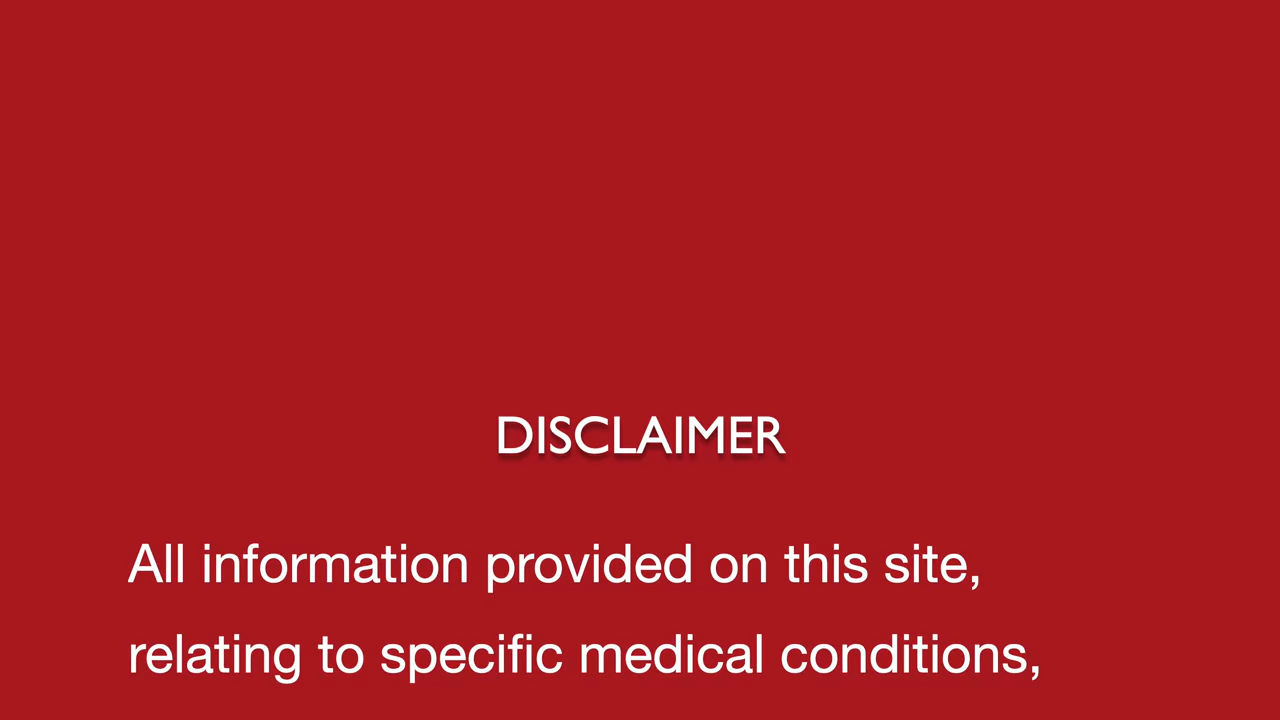 DISCLAIMER
All information provided on this site,
relating to specific medical conditions,